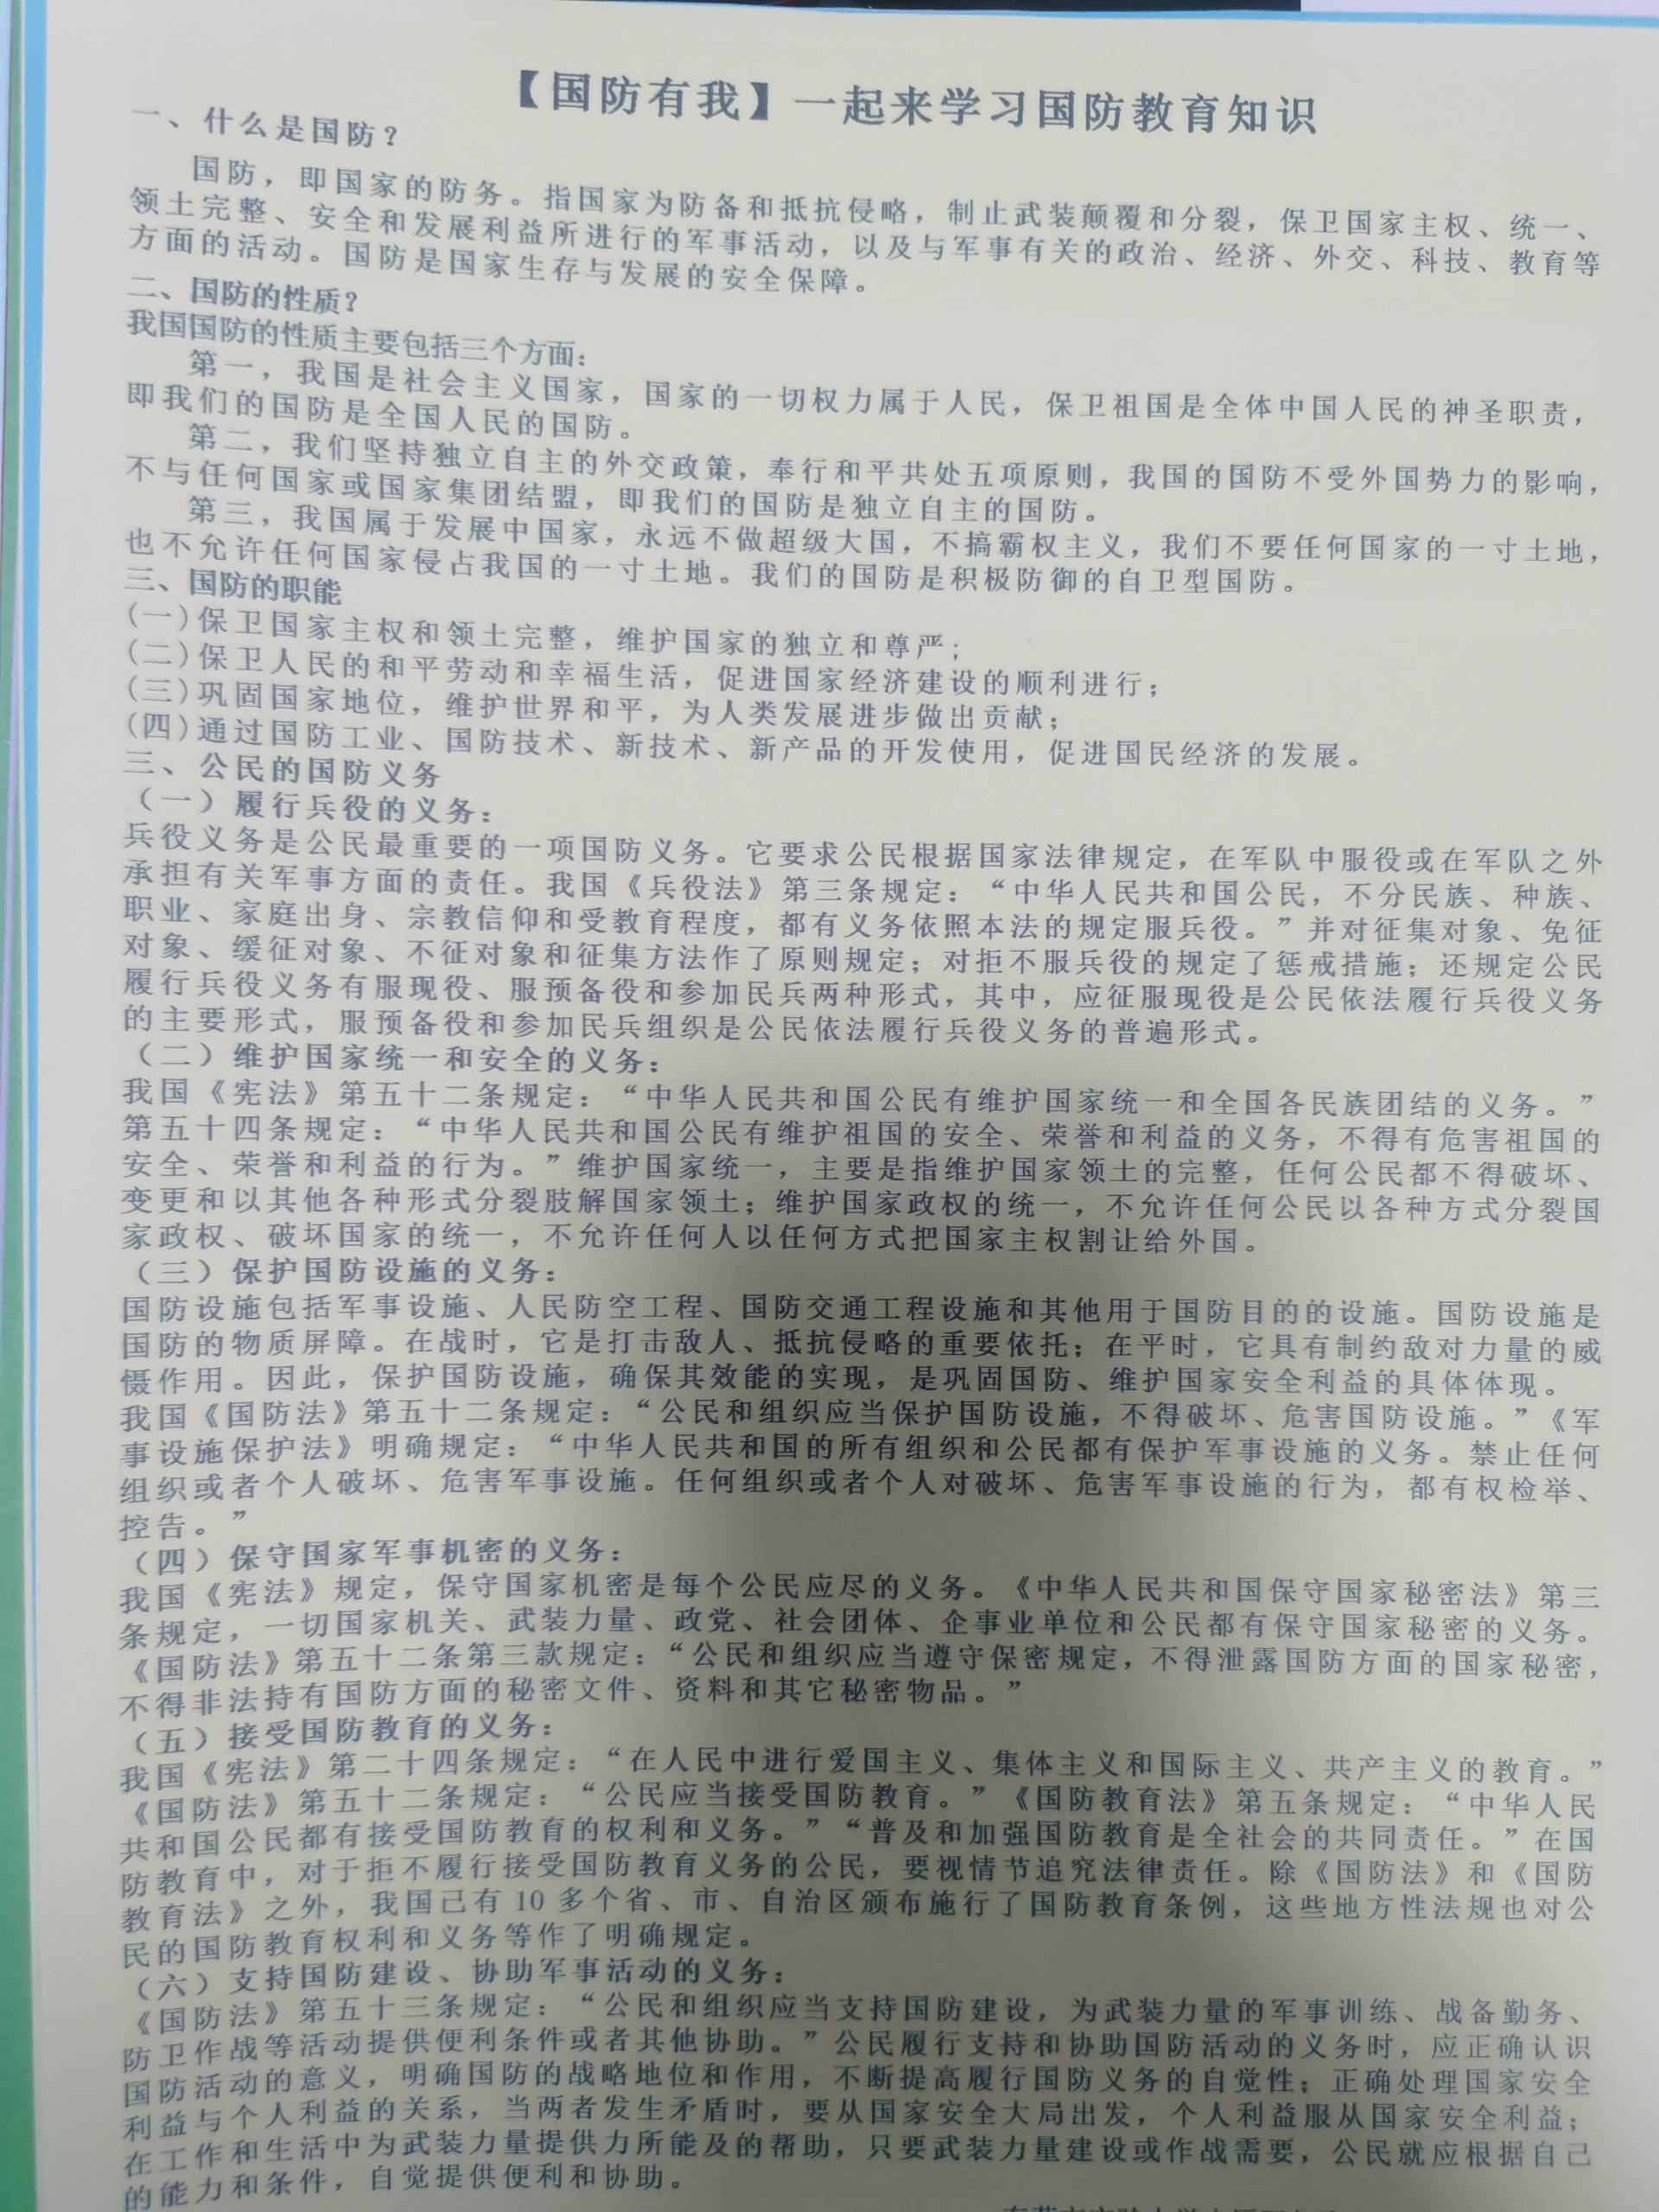 【国防有我】一起来学习国防教育知识
一、什么是国防？
国防，即国家的防务。指国家为防备和抵抗侵略，制止武装颠覆和分裂，保卫国家主权、统一、
领土完整、安全和发展利益所进行的军事活动，以及与军事有关的政治、经济、外交、科技、教育等
方面的活动。国防是国家生存与发展的安全保障。
二、国防的性质？
我国国防的性质主要包括三个方面：
第一，我国是社会主义国家，国家的一切权力属于人民，保卫祖国是全体中国人民的神圣职责，
即我们的国防是全国人民的国防。
第二，我们坚持独立自主的外交政策，奉行和平共处五项原则，我国的国防不受外国势力的影响，
不与任何国家或国家集团结盟，即我们的国防是独立自主的国防。
第三，我国属于发展中国家，永远不做超级大国，不搞霸权主义，我们不要任何国家的一寸土地，
也不允许任何国家侵占我国的一寸土地。我们的国防是积极防御的自卫型国防。
三、国防的职能
(一)保卫国家主权和领土完整，维护国家的独立和尊严；
(二)保卫人民的和平劳动和幸福生活，促进国家经济建设的顺利进行；
(三)巩固国家地位，维护世界和平，为人类发展进步做出贡献；
(四)通过国防工业、国防技术、新技术、新产品的开发使用，促进国民经济的发展。
三、公民的国防义务
（一）履行兵役的义务：
兵役义务是公民最重要的一项国防义务。它要求公民根据国家法律规定，在军队中服役或在军队之外
承担有关军事方面的责任。我国《兵役法》第三条规定：“中华人民共和国公民，不分民族、种族、
职业、家庭出身、宗教信仰和受教育程度，都有义务依照本法的规定服兵役。”并对征集对象、免征
对象、缓征对象、不征对象和征集方法作了原则规定；对拒不服兵役的规定了惩戒措施；还规定公民
履行兵役义务有服现役、服预备役和参加民兵两种形式，其中，应征服现役是公民依法履行兵役义务
的主要形式，服预备役和参加民兵组织是公民依法履行兵役义务的普遍形式。
（二）维护国家统一和安全的义务：
我国《宪法》第五十二条规定：“中华人民共和国公民有维护国家统一和全国各民族团结的义务。”
第五十四条规定：“中华人民共和国公民有维护祖国的安全、荣誉和利益的义务，不得有危害祖国的
安全、荣誉和利益的行为。”维护国家统一，主要是指维护国家领土的完整，任何公民都不得破坏、
变更和以其他各种形式分裂肢解国家领土；维护国家政权的统一，不允许任何公民以各种方式分裂国
家政权、破坏国家的统一，不允许任何人以任何方式把国家主权割让给外国。
（三）保护国防设施的义务：
国防设施包括军事设施、人民防空工程、国防交通工程设施和其他用于国防目的的设施。国防设施是
国防的物质屏障。在战时，它是打击敌人、抵抗侵略的重要依托；在平时，它具有制约敌对力量的威
慑作用。因此，保护国防设施，确保其效能的实现，是巩固国防、维护国家安全利益的具体体现。
我国《国防法》第五十二条规定：“公民和组织应当保护国防设施，不得破坏、危害国防设施。”《军
事设施保护法》明确规定：“中华人民共和国的所有组织和公民都有保护军事设施的义务。禁止任何
组织或者个人破坏、危害军事设施。任何组织或者个人对破坏、危害军事设施的行为，都有权检举、
控告。”
（四）保守国家军事机密的义务：
我国《宪法》规定，保守国家机密是每个公民应尽的义务。《中华人民共和国保守国家秘密法》第三
条规定，一切国家机关、武装力量、政党、社会团体、企事业单位和公民都有保守国家秘密的义务。
《国防法》第五十二条第三款规定：“公民和组织应当遵守保密规定，不得泄露国防方面的国家秘密，
不得非法持有国防方面的秘密文件、资料和其它秘密物品。”
（五）接受国防教育的义务：
我国《宪法》第二十四条规定：“在人民中进行爱国主义、集体主义和国际主义、共产主义的教育。”
《国防法》第五十二条规定：“公民应当接受国防教育。”《国防教育法》第五条规定：“中华人民
共和国公民都有接受国防教育的权利和义务。”“普及和加强国防教育是全社会的共同责任。”在国
防教育中，对于拒不履行接受国防教育义务的公民，要视情节追究法律责任。除《国防法》和《国防
教育法》之外，我国已有 10 多个省、市、自治区颁布施行了国防教育条例，这些地方性法规也对公
民的国防教育权利和义务等作了明确规定。
（六）支持国防建设、协助军事活动的义务：
《国防法》第五十三条规定：“公民和组织应当支持国防建设，为武装力量的军事训练、战备勤务、
防卫作战等活动提供便利条件或者其他协助。”公民履行支持和协助国防活动的义务时，应正确认识
国防活动的意义，明确国防的战略地位和作用，不断提高履行国防义务的自觉性；正确处理国家安全
利益与个人利益的关系，当两者发生矛盾时，要从国家安全大局出发，个人利益服从国家安全利益；
在工作和生活中为武装力量提供力所能及的帮助，只要武装力量建设或作战需要，公民就应根据自己
的能力和条件，自觉提供便利和协助。